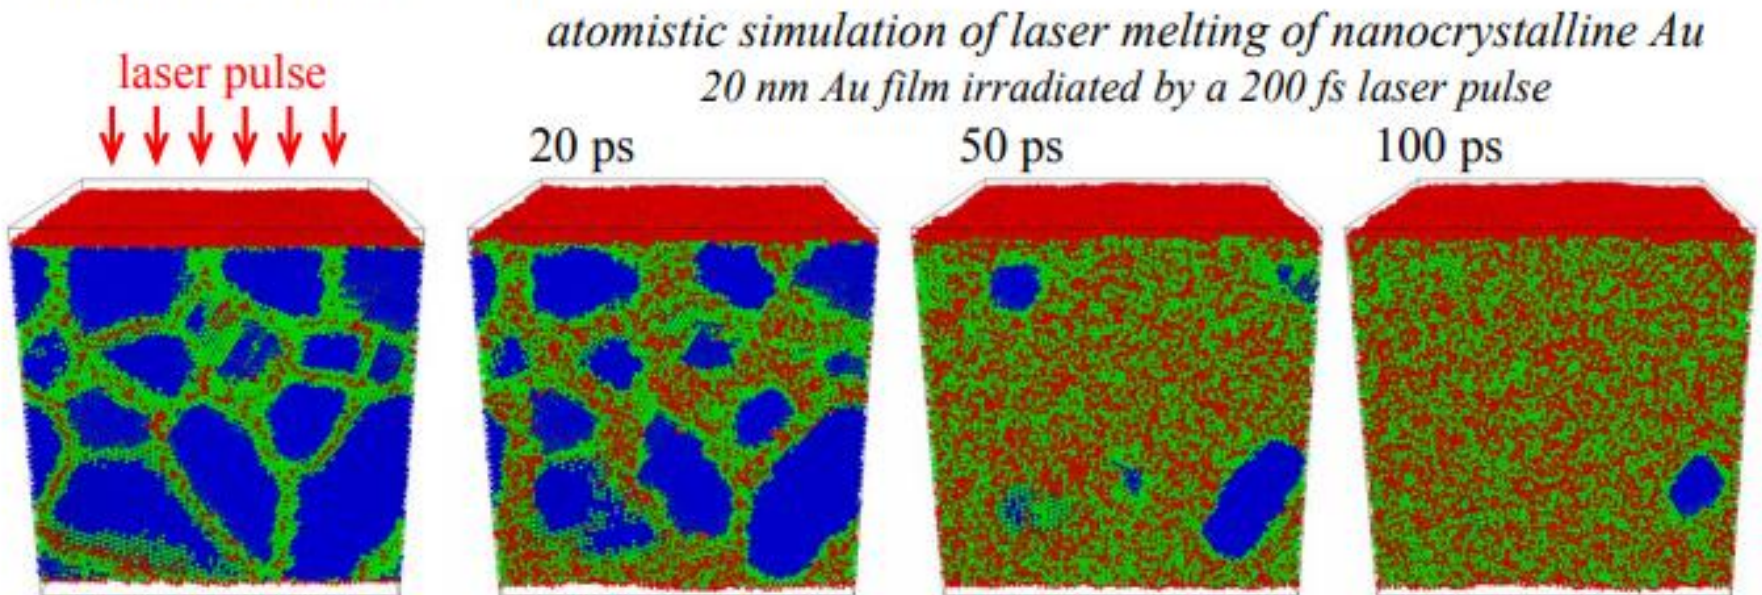 atomistic simulation of laser melting of nanocrystalline Au
20 nm Au film irradiated by a 200 fs laser pulse
laser pulse
20 ps
50 ps
100 ps